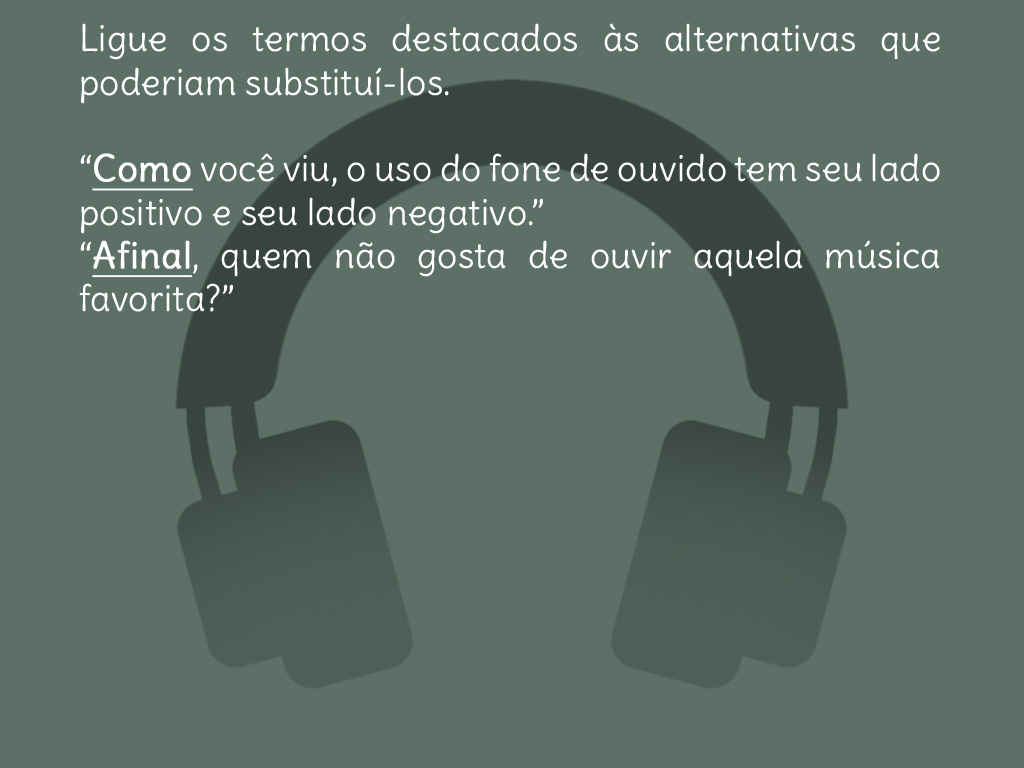 Ligue os termos destacados às alternativas que
poderiam substituí-los.
“Como você viu, o uso do fone de ouvido tem seu lado
positivo e seu lado negativo.”
“Afinal, quem não gosta de ouvir aquela música
favorita?”